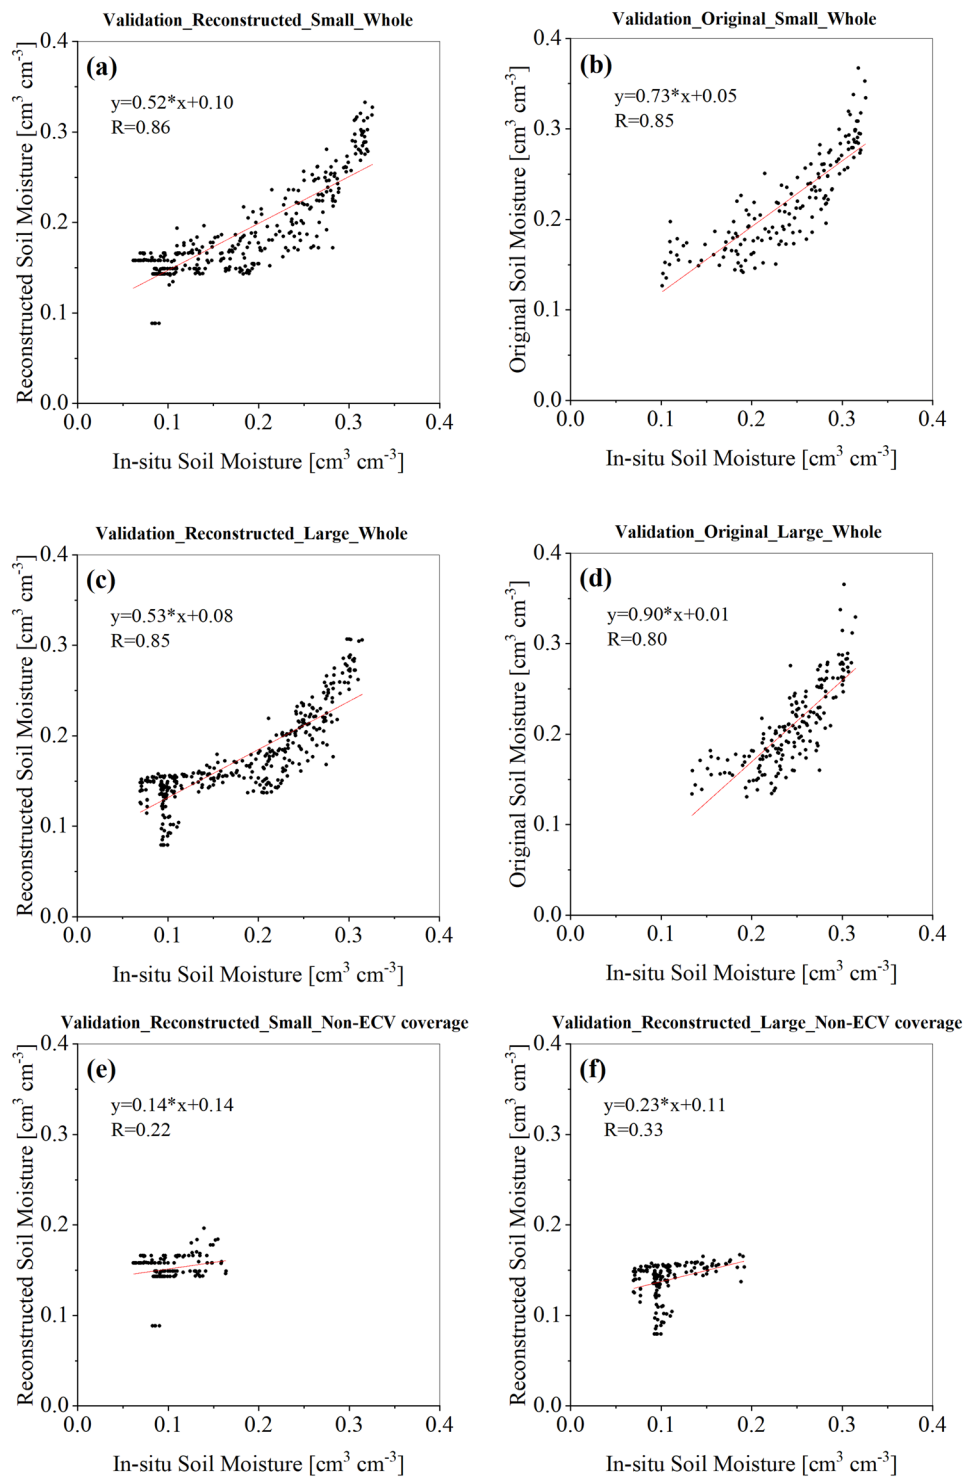 Validation_Reconstructed_Small_Whole
Reconstructed Soil Moisture [cm³ cm⁻³]
0.4
0.3
0.2
0.1
0.0
(a)
y=0.52*x+0.10
R=0.86
0.0 0.1 0.2 0.3 0.4
In-situ Soil Moisture [cm³ cm⁻³]
Validation_Original_Small_Whole
Original Soil Moisture [cm³ cm⁻³]
0.4
0.3
0.2
0.1
0.0
(b)
y=0.73*x+0.05
R=0.85
0.0 0.1 0.2 0.3 0.4
In-situ Soil Moisture [cm³ cm⁻³]
Validation_Reconstructed_Large_Whole
Reconstructed Soil Moisture [cm³ cm⁻³]
0.4
0.3
0.2
0.1
0.0
(c)
y=0.53*x+0.08
R=0.85
0.0 0.1 0.2 0.3 0.4
In-situ Soil Moisture [cm³ cm⁻³]
Validation_Original_Large_Whole
Original Soil Moisture [cm³ cm⁻³]
0.4
0.3
0.2
0.1
0.0
(d)
y=0.90*x+0.01
R=0.80
0.0 0.1 0.2 0.3 0.4
In-situ Soil Moisture [cm³ cm⁻³]
Validation_Reconstructed_Small_Non-ECV coverage
Reconstructed Soil Moisture [cm³ cm⁻³]
0.4
0.3
0.2
0.1
0.0
(e)
y=0.14*x+0.14
R=0.22
0.0 0.1 0.2 0.3 0.4
In-situ Soil Moisture [cm³ cm⁻³]
Validation_Reconstructed_Large_Non-ECV coverage
Reconstructed Soil Moisture [cm³ cm⁻³]
0.4
0.3
0.2
0.1
0.0
(f)
y=0.23*x+0.11
R=0.33
0.0 0.1 0.2 0.3 0.4
In-situ Soil Moisture [cm³ cm⁻³]